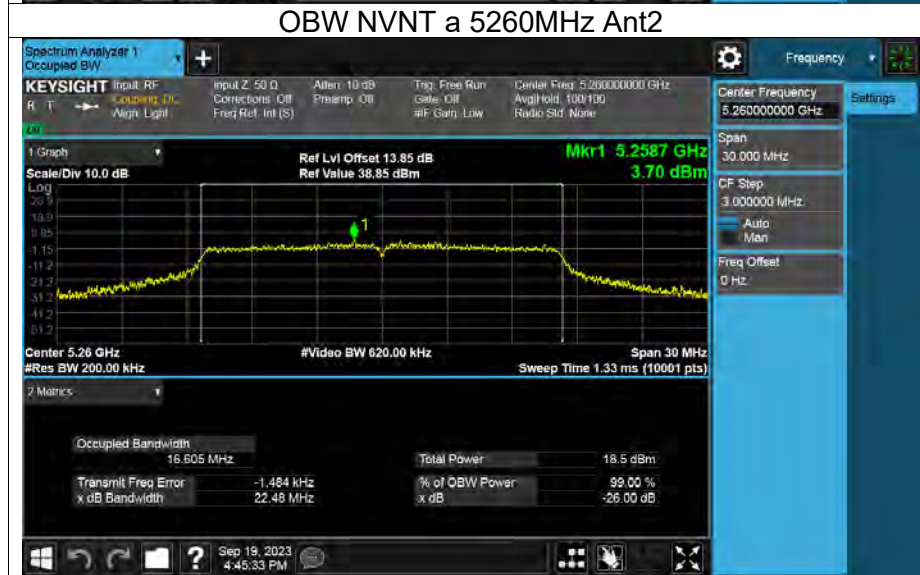 OBW NVNT a 5260MHz Ant2
Spectrum Analyzer 1
Occupied BW
+
Frequency
KEYSIGHT Input: RF
R T
Coupling: DC
Align: Light
Input Z: 50 Ω
Corrections: Off
Freq Ref: Int (S)
Atten: 10 dB
Preamp: Off
Trig: Free Run
Gate: Off
#IF Gain: Low
Center Freq: 5.260000000 GHz
Avg|Hold: 100/100
Radio Std: None
Center Frequency
5.260000000 GHz
Settings
Span
30.000 MHz
CF Step
3.000000 MHz
Auto
Man
Freq Offset
0 Hz
1 Graph
Scale/Div 10.0 dB
Ref Lvl Offset 13.85 dB
Ref Value 38.85 dBm
Mkr1 5.2587 GHz
3.70 dBm
Log
1
-1.15
-11.2
-21.2
-31.2
-41.2
-51.2
Center 5.26 GHz
#Res BW 200.00 kHz
#Video BW 620.00 kHz
Span 30 MHz
Sweep Time 1.33 ms (10001 pts)
2 Metrics
Occupied Bandwidth
16.605 MHz
Total Power 18.5 dBm
Transmit Freq Error -1.484 kHz
% of OBW Power 99.00 %
x dB Bandwidth 22.48 MHz
x dB -26.00 dB
?
Sep 19, 2023
4:45:33 PM